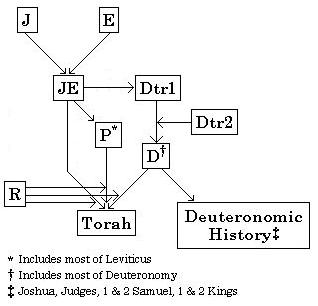 J E
JE Dtr1
Dtr2
P*
D†
R
Torah
Deuteronomic
History‡
* Includes most of Leviticus
† Includes most of Deuteronomy
‡ Joshua, Judges, 1 & 2 Samuel, 1 & 2 Kings